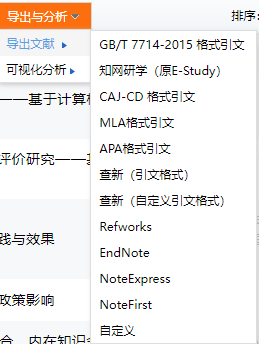 导出与分析
排序：
导出文献
可视化分析
GB/T 7714-2015 格式引文
知网研学（原E-Study）
CAJ-CD 格式引文
MLA格式引文
APA格式引文
查新（引文格式）
查新（自定义引文格式）
Refworks
EndNote
NoteExpress
NoteFirst
自定义
——基于计算机
评价研究——基
践与效果
政策影响
合、内在知识